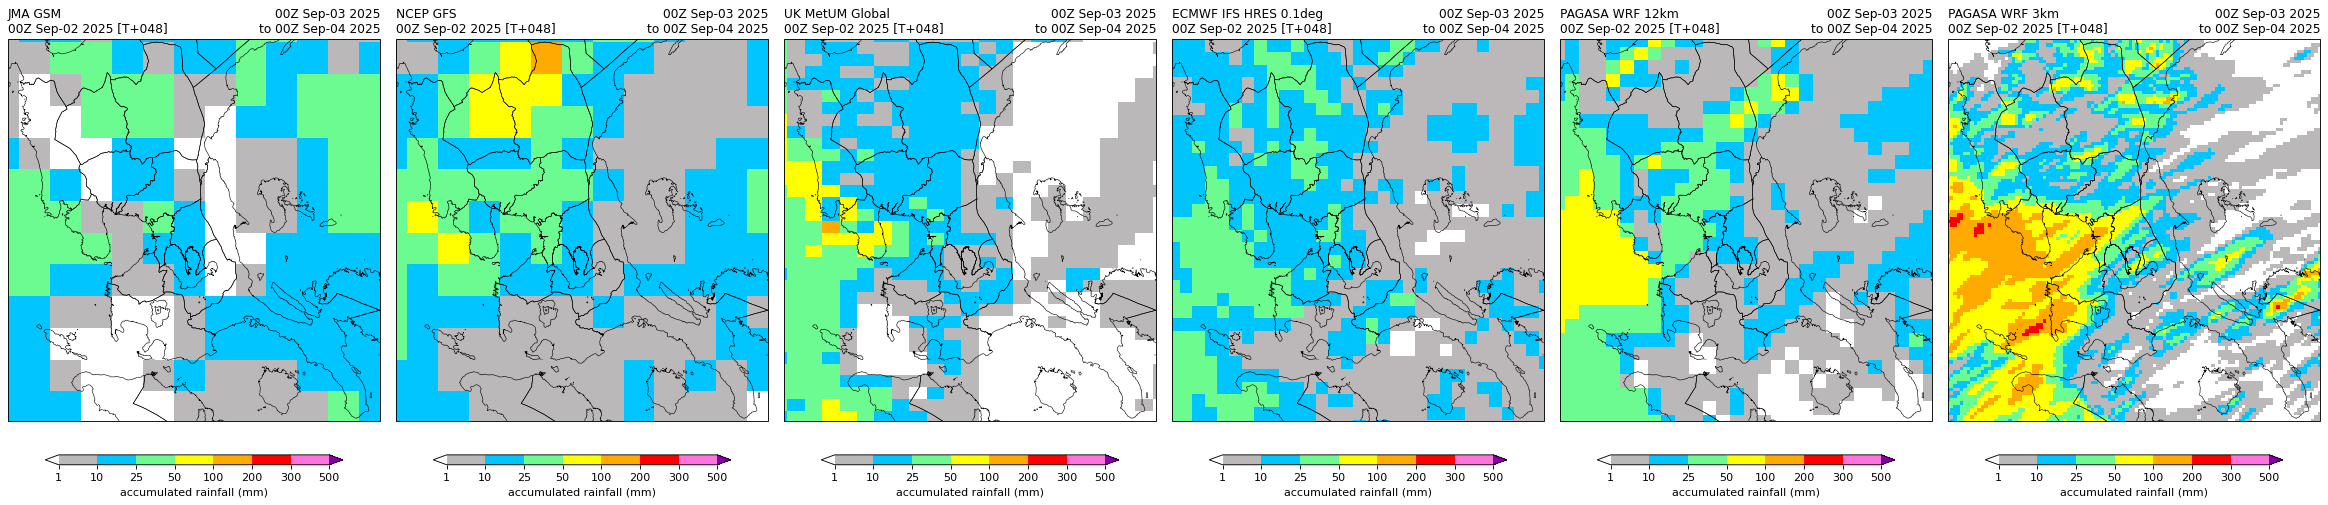 JMA GSM 00Z Sep-03 2025
00Z Sep-02 2025 [T+048] to 00Z Sep-04 2025
1 10 25 50 100 200 300 500
accumulated rainfall (mm)
NCEP GFS 00Z Sep-03 2025
00Z Sep-02 2025 [T+048] to 00Z Sep-04 2025
1 10 25 50 100 200 300 500
accumulated rainfall (mm)
UK MetUM Global 00Z Sep-03 2025
00Z Sep-02 2025 [T+048] to 00Z Sep-04 2025
1 10 25 50 100 200 300 500
accumulated rainfall (mm)
ECMWF IFS HRES 0.1deg 00Z Sep-03 2025
00Z Sep-02 2025 [T+048] to 00Z Sep-04 2025
1 10 25 50 100 200 300 500
accumulated rainfall (mm)
PAGASA WRF 12km 00Z Sep-03 2025
00Z Sep-02 2025 [T+048] to 00Z Sep-04 2025
1 10 25 50 100 200 300 500
accumulated rainfall (mm)
PAGASA WRF 3km 00Z Sep-03 2025
00Z Sep-02 2025 [T+048] to 00Z Sep-04 2025
1 10 25 50 100 200 300 500
accumulated rainfall (mm)